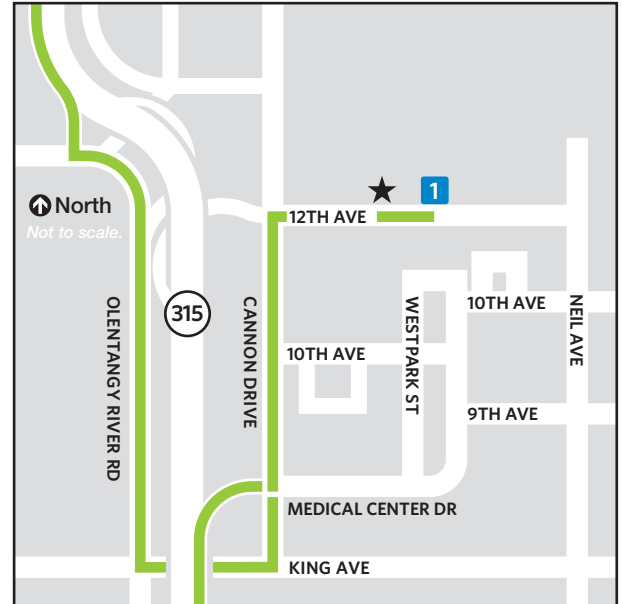 1
North
Not to scale.
12TH AVE
OLENTANGY RIVER RD
315
CANNON DRIVE
WESTPARK ST
10TH AVE
NEIL AVE
10TH AVE
9TH AVE
MEDICAL CENTER DR
KING AVE